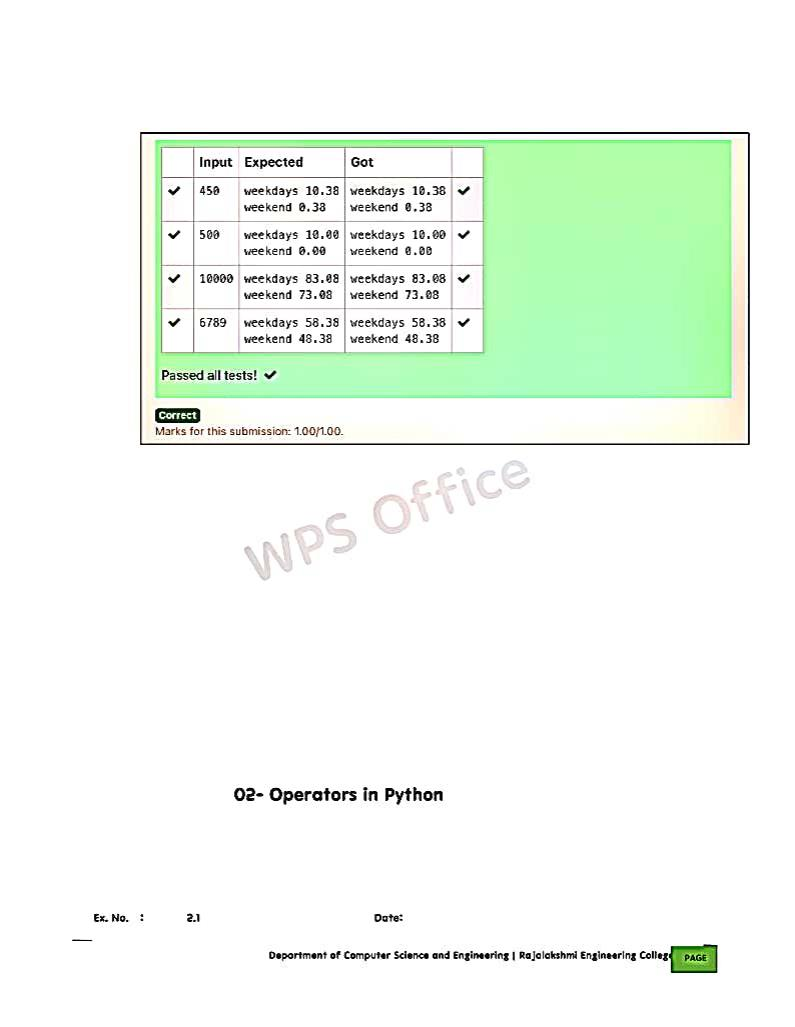 Input Expected Got
✔ 450 weekdays 10.38 weekdays 10.38 ✔
weekend 0.38 weekend 0.38
✔ 500 weekdays 10.00 weekdays 10.00 ✔
weekend 0.00 weekend 0.00
✔ 10000 weekdays 83.08 weekdays 83.08 ✔
weekend 73.08 weekend 73.08
✔ 6789 weekdays 58.38 weekdays 58.38 ✔
weekend 48.38 weekend 48.38
Passed all tests! ✔
Correct
Marks for this submission: 1.00/1.00.
WPS Office
02- Operators in Python
Ex. No. : 2.1 Date:
Department of Computer Science and Engineering | Rajalakshmi Engineering College PAGE